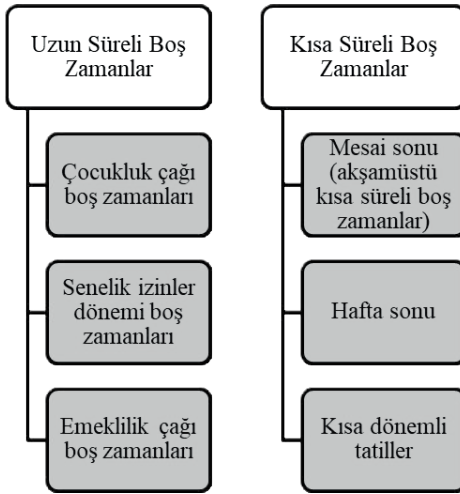 Uzun Süreli Boş
Zamanlar
Çocukluk çağı
boş zamanları
Senelik izinler
dönemi boş
zamanları
Emeklilik çağı
boş zamanları
Kısa Süreli Boş
Zamanlar
Mesai sonu
(akşamüstü
kısa süreli boş
zamanlar)
Hafta sonu
Kısa dönemli
tatiller